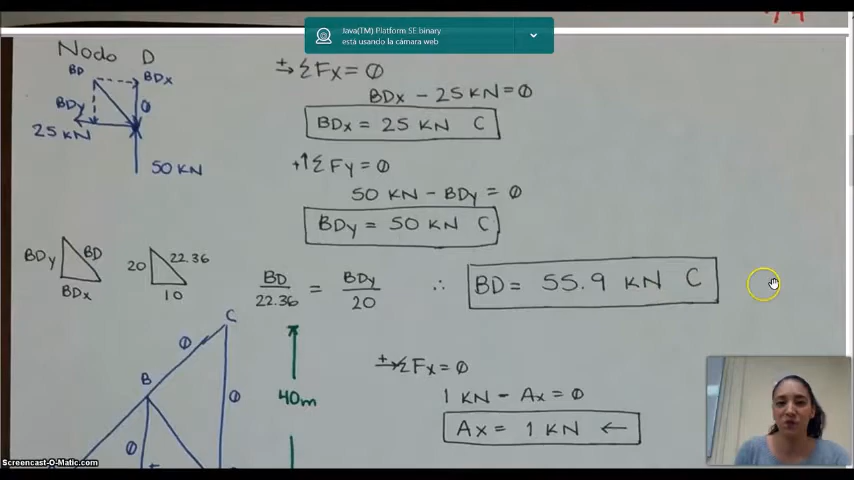 Java(TM) Platform SE binary
está usando la cámara web
Nodo D
BD
BDx
BDy
0
25 KN
50 KN
+→ ΣFx = 0
BDx - 25 KN = 0
BDx = 25 KN C
+↑ ΣFy = 0
50 KN - BDy = 0
BDy = 50 KN C
BDy BD
BDx
20 22.36
10
BD/22.36 = BDy/20 ∴ BD = 55.9 KN C
C
0
B
0
0
40m
+→ ΣFx = 0
1 KN - Ax = 0
Ax = 1 KN ←
Screencast-O-Matic.com